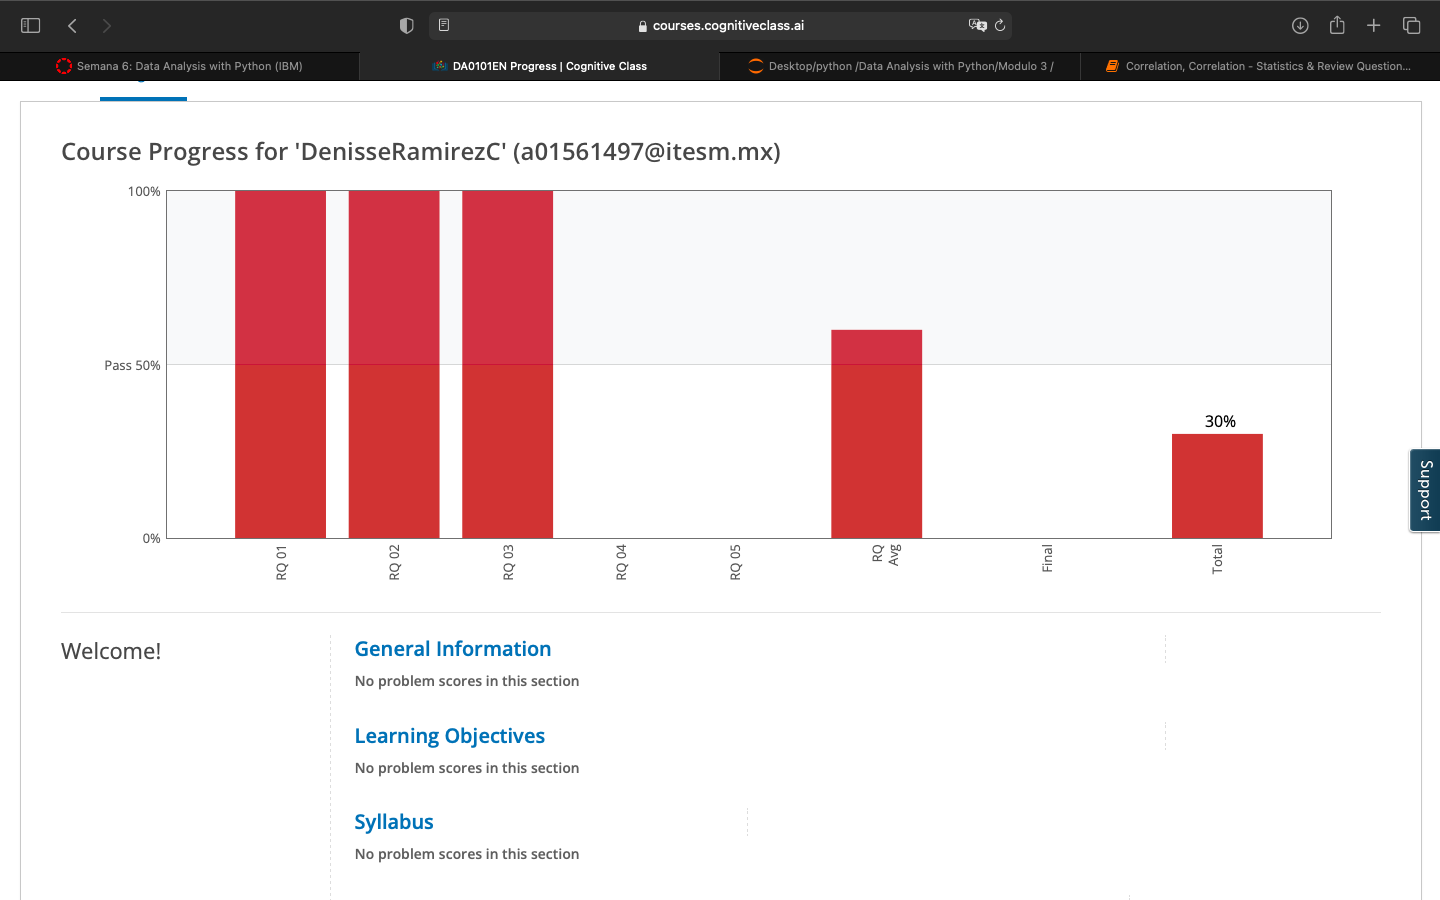 courses.cognitiveclass.ai
Semana 6: Data Analysis with Python (IBM)
DA0101EN Progress | Cognitive Class
Desktop/python /Data Analysis with Python/Modulo 3 /
Correlation, Correlation - Statistics & Review Question...
Course Progress for 'DenisseRamirezC' (a01561497@itesm.mx)
100%
Pass 50%
0%
30%
RQ 01
RQ 02
RQ 03
RQ 04
RQ 05
RQ
Avg
Final
Total
Support
Welcome!
General Information
No problem scores in this section
Learning Objectives
No problem scores in this section
Syllabus
No problem scores in this section